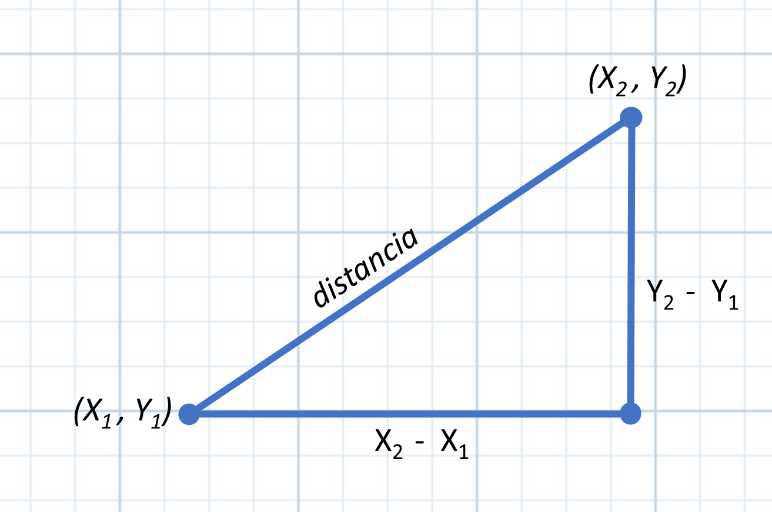 (X₂, Y₂)
distancia
Y₂ - Y₁
(X₁, Y₁)
X₂ - X₁